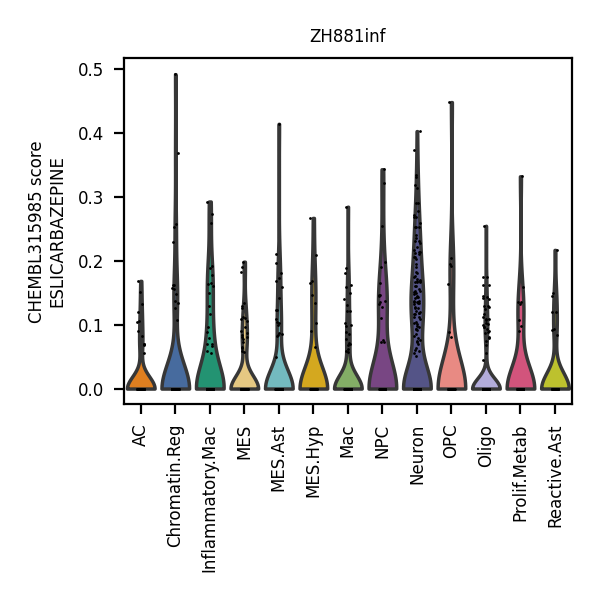 ZH881inf
CHEMBL315985 score
ESLICARBAZEPINE
0.5
0.4
0.3
0.2
0.1
0.0
AC
Chromatin.Reg
Inflammatory.Mac
MES
MES.Ast
MES.Hyp
Mac
NPC
Neuron
OPC
Oligo
Prolif.Metab
Reactive.Ast